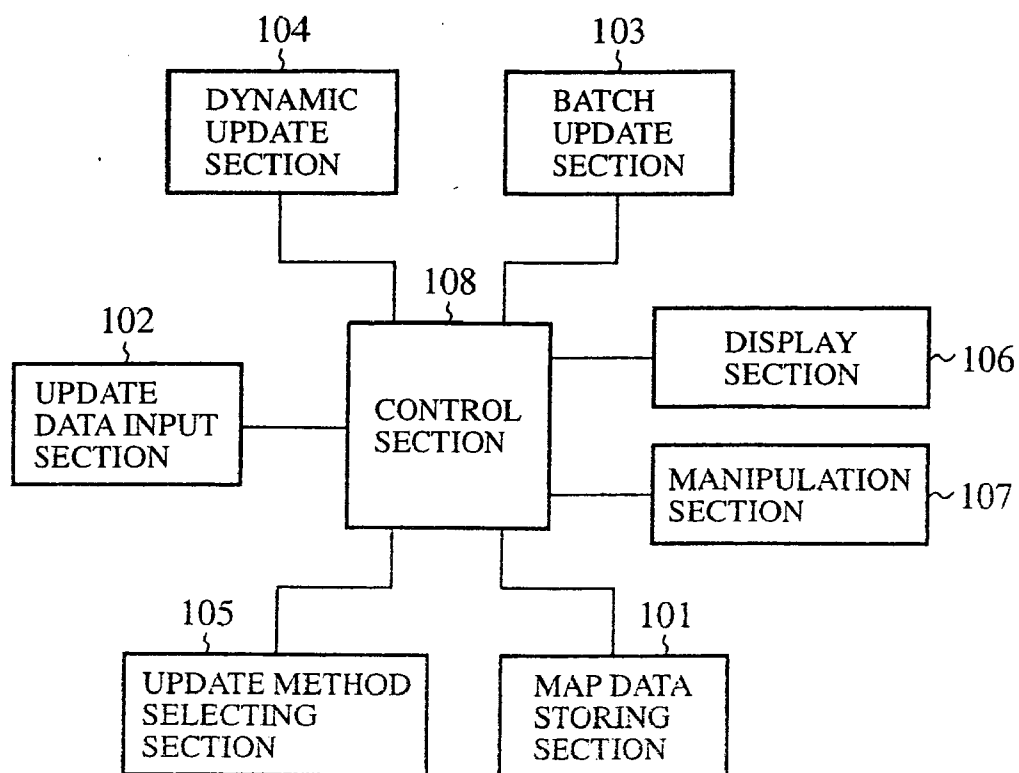 104
DYNAMIC
UPDATE
SECTION
103
BATCH
UPDATE
SECTION
108
CONTROL
SECTION
102
UPDATE
DATA INPUT
SECTION
DISPLAY
SECTION
106
MANIPULATION
SECTION
107
105
UPDATE METHOD
SELECTING
SECTION
101
MAP DATA
STORING
SECTION